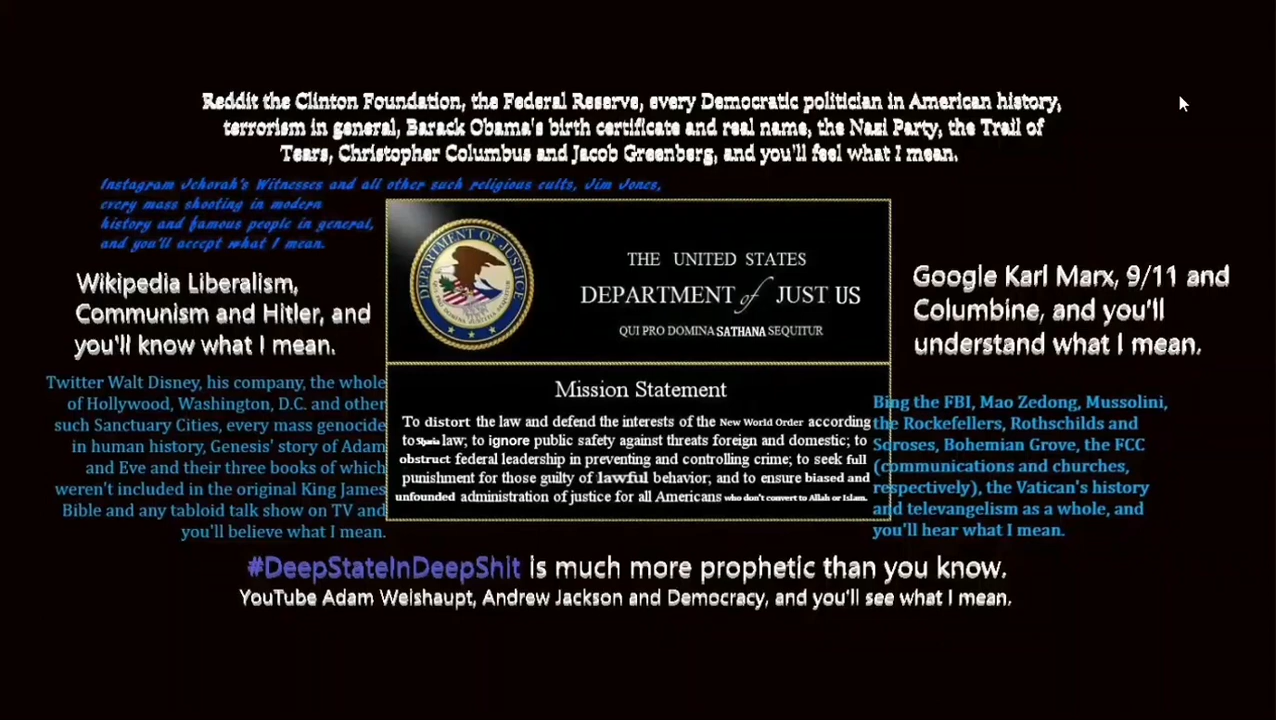 Reddit the Clinton Foundation, the Federal Reserve, every Democratic politician in American history,
terrorism in general, Barack Obama's birth certificate and real name, the Nazi Party, the Trail of
Tears, Christopher Columbus and Jacob Greenberg, and you'll feel what I mean.
Instagram Jehovah's Witnesses and all other such religious cults, Jim Jones,
every mass shooting in modern
history and famous people in general,
and you'll accept what I mean.
Wikipedia Liberalism,
Communism and Hitler, and
you'll know what I mean.
Twitter Walt Disney, his company, the whole
of Hollywood, Washington, D.C. and other
such Sanctuary Cities, every mass genocide
in human history, Genesis' story of Adam
and Eve and their three books of which
weren't included in the original King James
Bible and any tabloid talk show on TV and
you'll believe what I mean.
DEPARTMENT OF JUSTICE
THE UNITED STATES
DEPARTMENT of JUST US
QUI PRO DOMINA SATHANA SEQUITUR
Mission Statement
To distort the law and defend the interests of the New World Order according
to Sharia law; to ignore public safety against threats foreign and domestic; to
obstruct federal leadership in preventing and controlling crime; to seek full
punishment for those guilty of lawful behavior; and to ensure biased and
unfounded administration of justice for all Americans who don't convert to Allah or Islam.
Google Karl Marx, 9/11 and
Columbine, and you'll
understand what I mean.
Bing the FBI, Mao Zedong, Mussolini,
the Rockefellers, Rothschilds and
Soroses, Bohemian Grove, the FCC
(communications and churches,
respectively), the Vatican's history
and televangelism as a whole, and
you'll hear what I mean.
#DeepStateInDeepShit is much more prophetic than you know.
YouTube Adam Weishaupt, Andrew Jackson and Democracy, and you'll see what I mean.